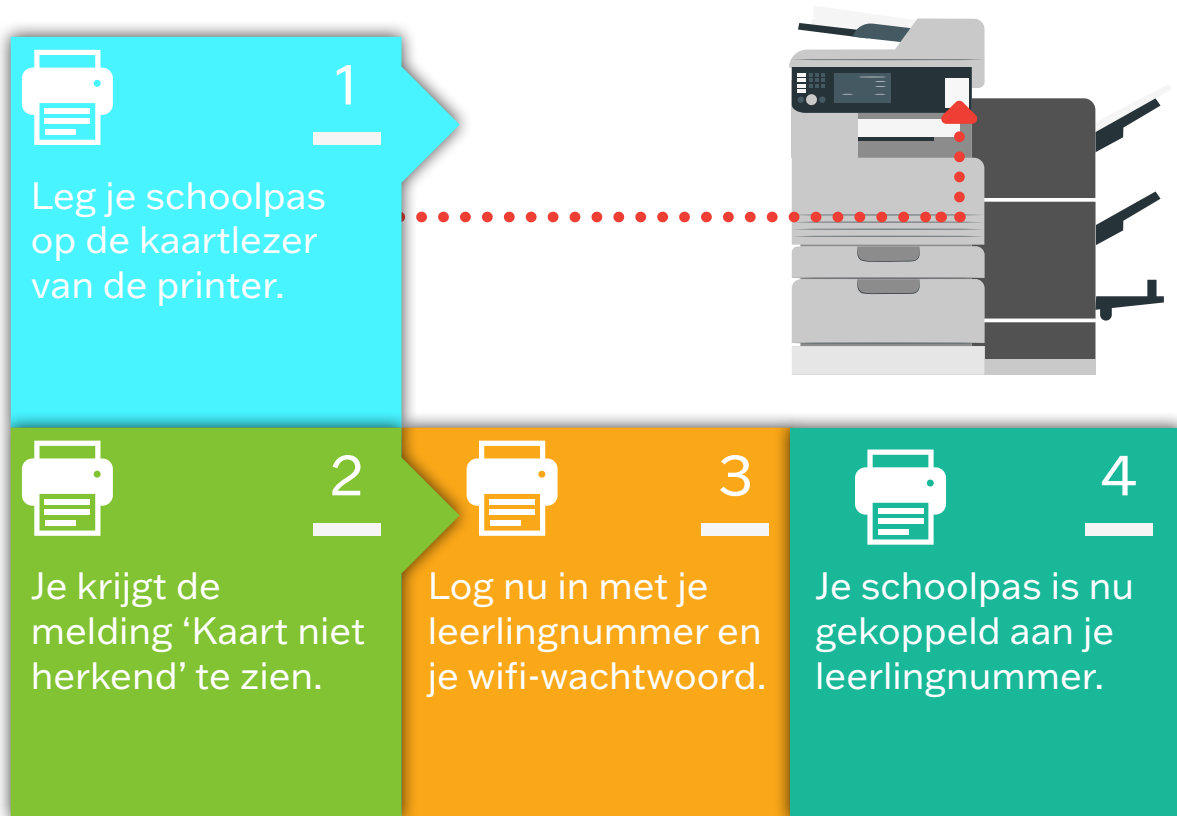 1
Leg je schoolpas
op de kaartlezer
van de printer.
2
Je krijgt de
melding ‘Kaart niet
herkend’ te zien.
3
Log nu in met je
leerlingnummer en
je wifi-wachtwoord.
4
Je schoolpas is nu
gekoppeld aan je
leerlingnummer.